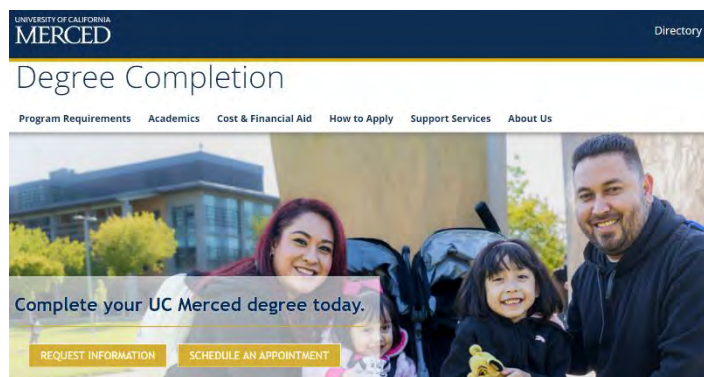 UNIVERSITY OF CALIFORNIA
MERCED
Directory
Degree Completion
Program Requirements Academics Cost & Financial Aid How to Apply Support Services About Us
Complete your UC Merced degree today.
REQUEST INFORMATION SCHEDULE AN APPOINTMENT